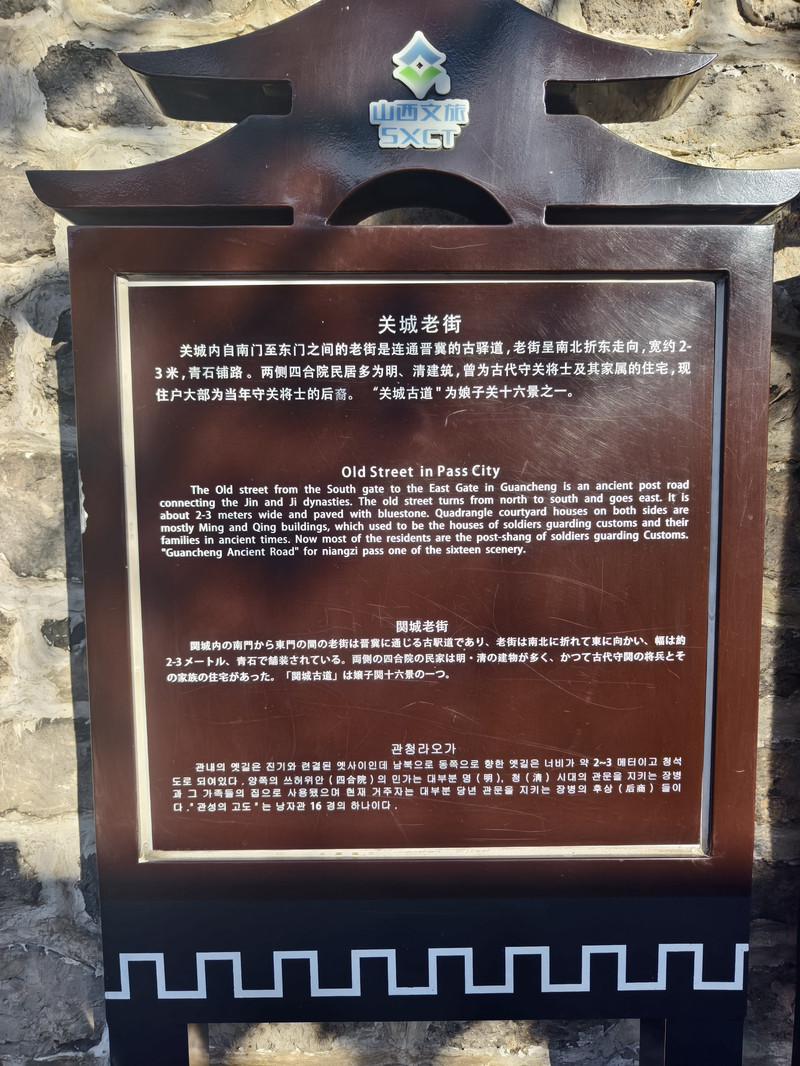 山西文旅
SXCT
关城老街
关城内自南门至东门之间的老街是连通晋冀的古驿道,老街呈南北折东走向,宽约2-
3米,青石铺路。两侧四合院民居多为明、清建筑,曾为古代守关将士及其家属的住宅,现
住户大部为当年守关将士的后裔。 “关城古道"为娘子关十六景之一。
Old Street in Pass City
The Old street from the South gate to the East Gate in Guancheng is an ancient post road
connecting the Jin and Ji dynasties. The old street turns from north to south and goes east. It is
about 2-3 meters wide and paved with bluestone. Quadrangle courtyard houses on both sides are
mostly Ming and Qing buildings, which used to be the houses of soldiers guarding customs and their
families in ancient times. Now most of the residents are the post-shang of soldiers guarding Customs.
"Guancheng Ancient Road" for niangzi pass one of the sixteen scenery.
関城老街
関城内の南門から東門の間の老街は晋冀に通じる古駅道であり、老街は南北に折れて東に向かい、幅は約
2-3メートル、青石で舗装されている。両側の四合院の民家は明・清の建物が多く、かつて古代守関の将兵とそ
の家族の住宅があった。「関城古道」は嬢子関十六景の一つ。
관청라오가
관내의 옛길은 진기와 련결된 옛사이인데 남북으로 동쪽으로 향한 옛길은 너비가 약 2~3 메터이고 청석
도로 되여있다. 양쪽의 쓰허위안(四合院)의 민가는 대부분 명(明), 청(清) 시대의 관문을 지키는 장병
과 그 가족들의 집으로 사용됐으며 현재 거주자는 대부분 당년 관문을 지키는 장병의 후상(后商) 들이
다." 관성의 고도 "는 낭자관 16 경의 하나이다.